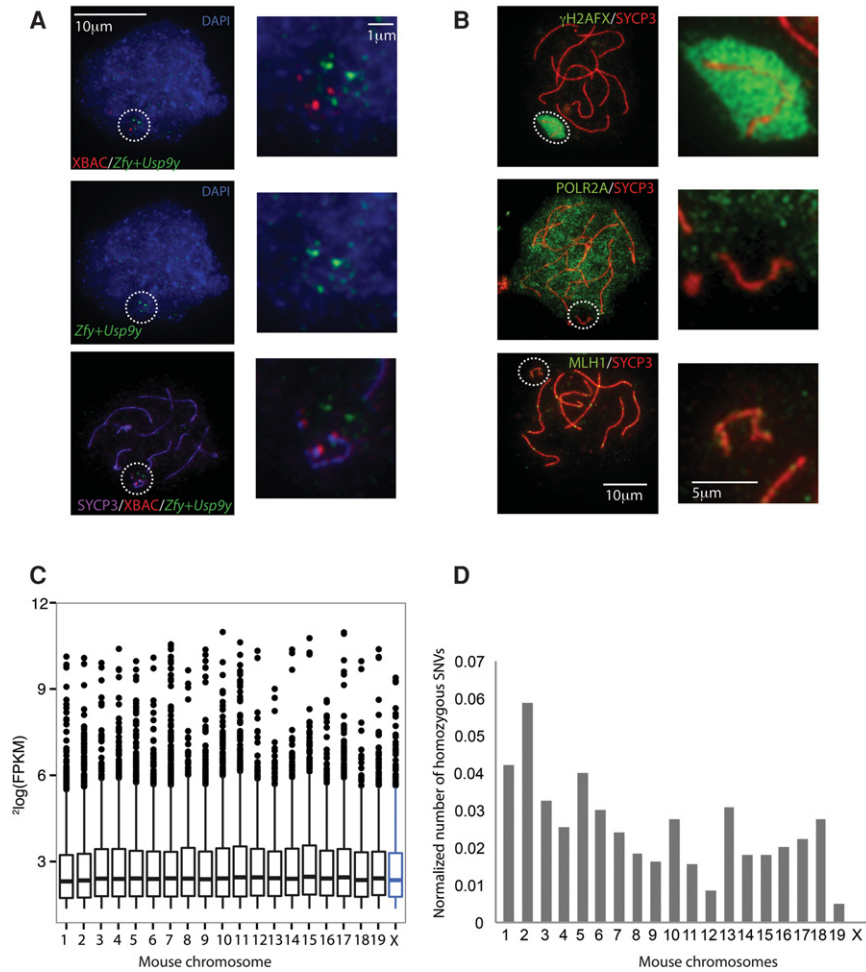 A
B
10μm
DAPI
1μm
XBAC/Zfy+Usp9y
DAPI
Zfy+Usp9y
SYCP3/XBAC/Zfy+Usp9y
γH2AFX/SYCP3
POLR2A/SYCP3
MLH1/SYCP3
10μm
5μm
C
12
9
6
3
²log(FPKM)
1 2 3 4 5 6 7 8 9 10 11 12 13 14 15 16 17 18 19 X
Mouse chromosome
D
0.07
0.06
0.05
0.04
0.03
0.02
0.01
0
Normalized number of homozygous SNVs
1 2 3 4 5 6 7 8 9 10 11 12 13 14 15 16 17 18 19 X
Mouse chromosomes